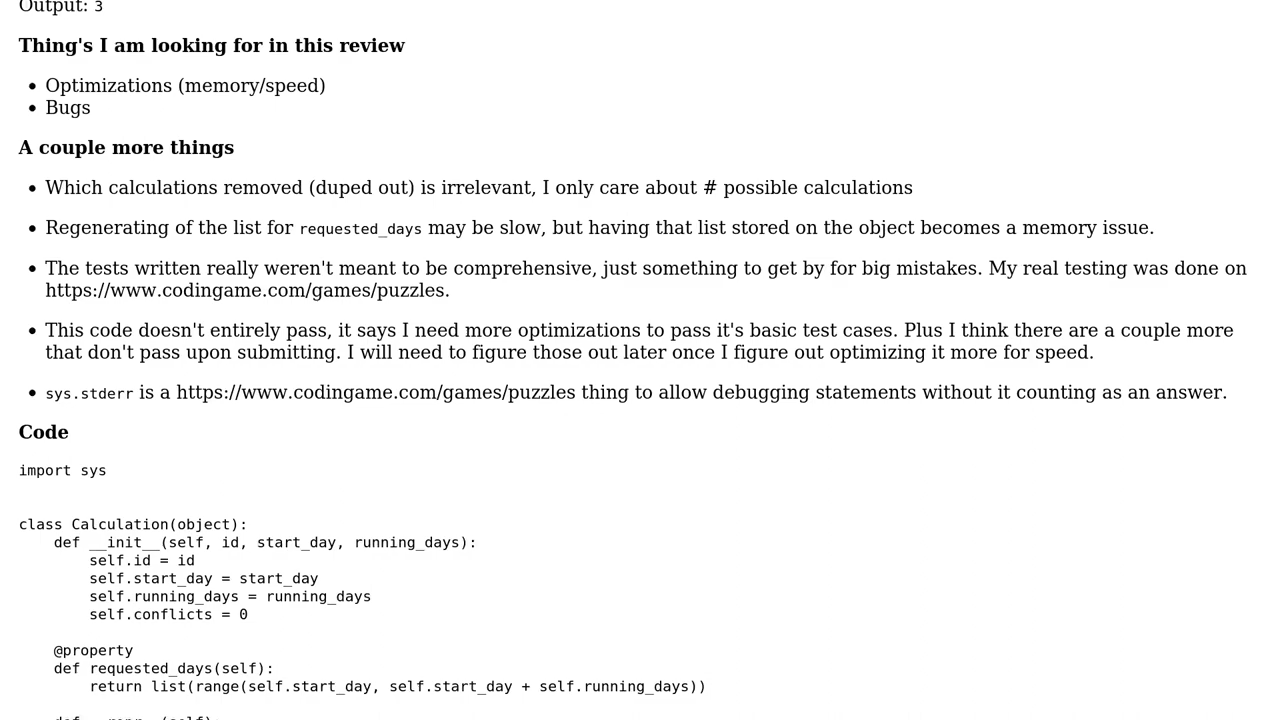 Output: 3
Thing's I am looking for in this review
• Optimizations (memory/speed)
• Bugs
A couple more things
• Which calculations removed (duped out) is irrelevant, I only care about # possible calculations
• Regenerating of the list for requested_days may be slow, but having that list stored on the object becomes a memory issue.
• The tests written really weren't meant to be comprehensive, just something to get by for big mistakes. My real testing was done on
https://www.codingame.com/games/puzzles.
• This code doesn't entirely pass, it says I need more optimizations to pass it's basic test cases. Plus I think there are a couple more
that don't pass upon submitting. I will need to figure those out later once I figure out optimizing it more for speed.
• sys.stderr is a https://www.codingame.com/games/puzzles thing to allow debugging statements without it counting as an answer.
Code
import sys
class Calculation(object):
    def __init__(self, id, start_day, running_days):
        self.id = id
        self.start_day = start_day
        self.running_days = running_days
        self.conflicts = 0
    @property
    def requested_days(self):
        return list(range(self.start_day, self.start_day + self.running_days))